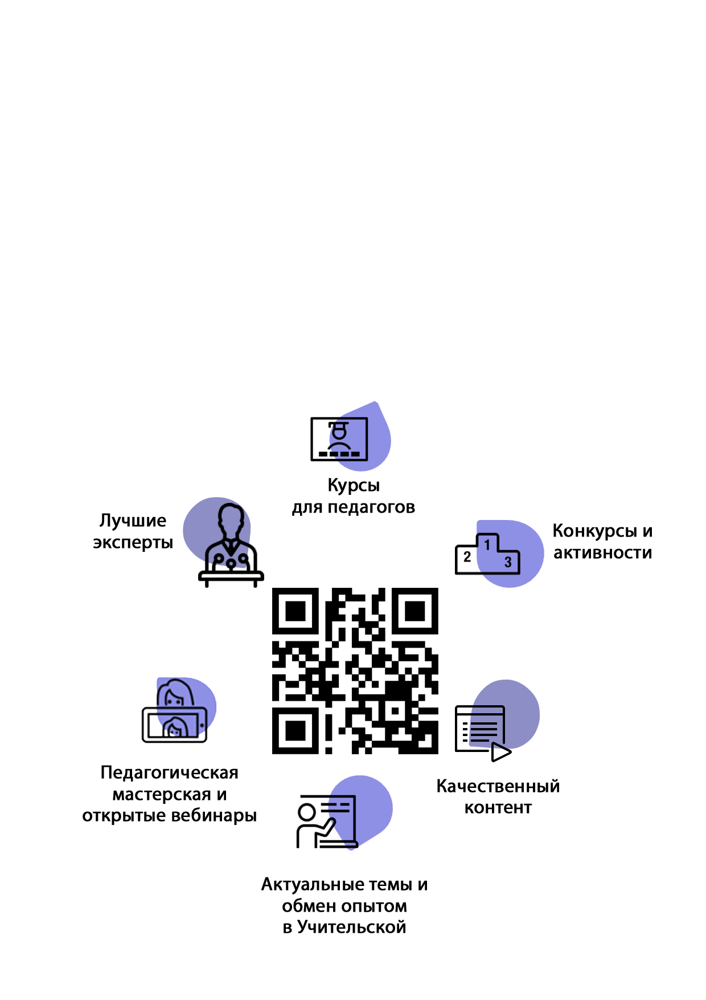 Курсы
для педагогов
Лучшие
эксперты
Конкурсы и
активности
1
2
3
Педагогическая
мастерская и
открытые вебинары
Качественный
контент
Актуальные темы и
обмен опытом
в Учительской